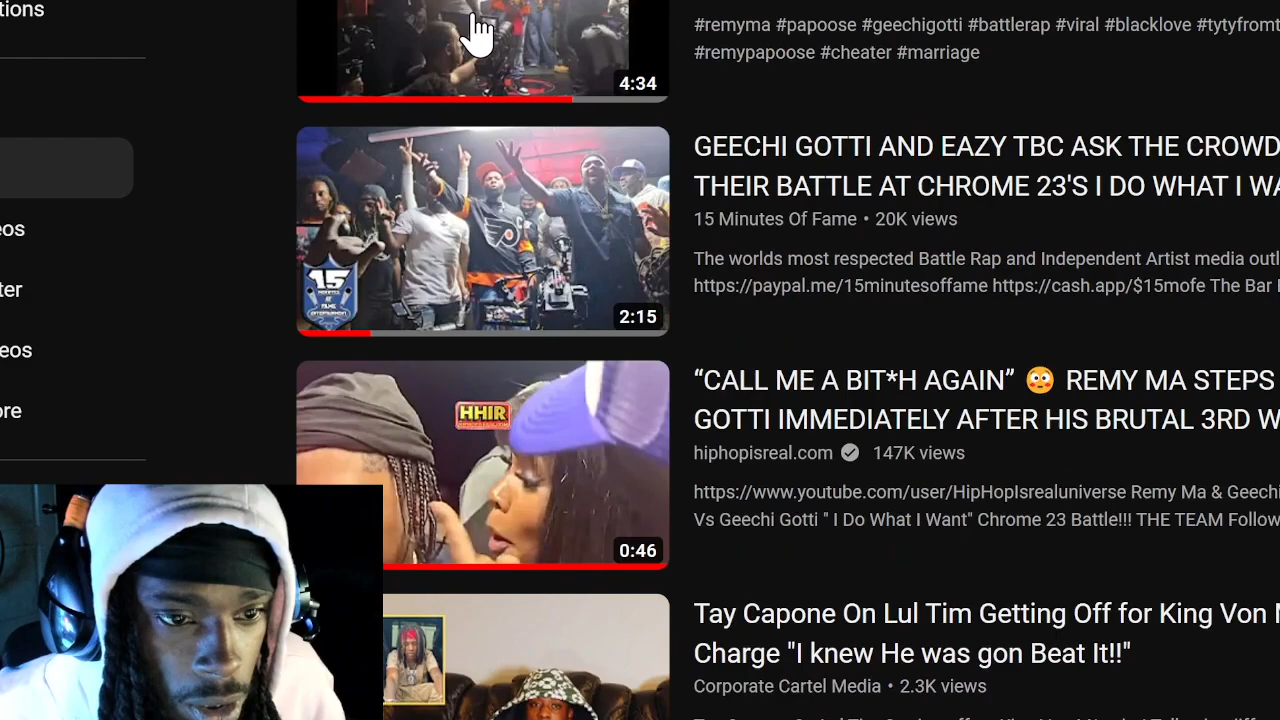 tions
#remyma #papoose #geechigotti #battlerap #viral #blacklove #tytyfromt
#remypapoose #cheater #marriage
4:34
GEECHI GOTTI AND EAZY TBC ASK THE CROWD
THEIR BATTLE AT CHROME 23'S I DO WHAT I WA
15 Minutes Of Fame • 20K views
The worlds most respected Battle Rap and Independent Artist media outl
https://paypal.me/15minutesoffame https://cash.app/$15mofe The Bar
15
2:15
eos
ter
eos
ore
“CALL ME A BIT*H AGAIN” 😳 REMY MA STEPS
GOTTI IMMEDIATELY AFTER HIS BRUTAL 3RD
hiphopisreal.com 147K views
https://www.youtube.com/user/HipHopIsrealuniverse Remy Ma & Geechi
Vs Geechi Gotti " I Do What I Want" Chrome 23 Battle!!! THE TEAM Follow
HHIR
0:46
Tay Capone On Lul Tim Getting Off for King Von
Charge "I knew He was gon Beat It!!"
Corporate Cartel Media • 2.3K views